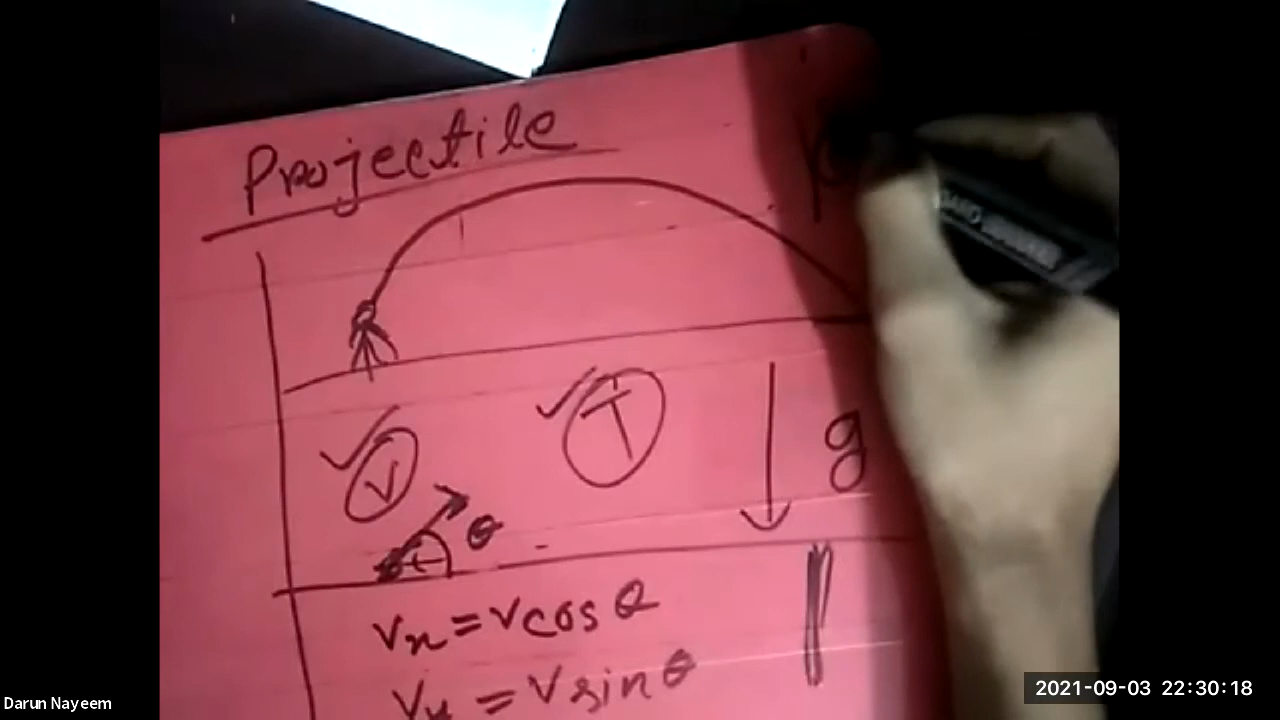 Projectile
V
T
g
θ
vx = v cos θ
vy = v sin θ
Darun Nayeem
2021-09-03 22:30:18